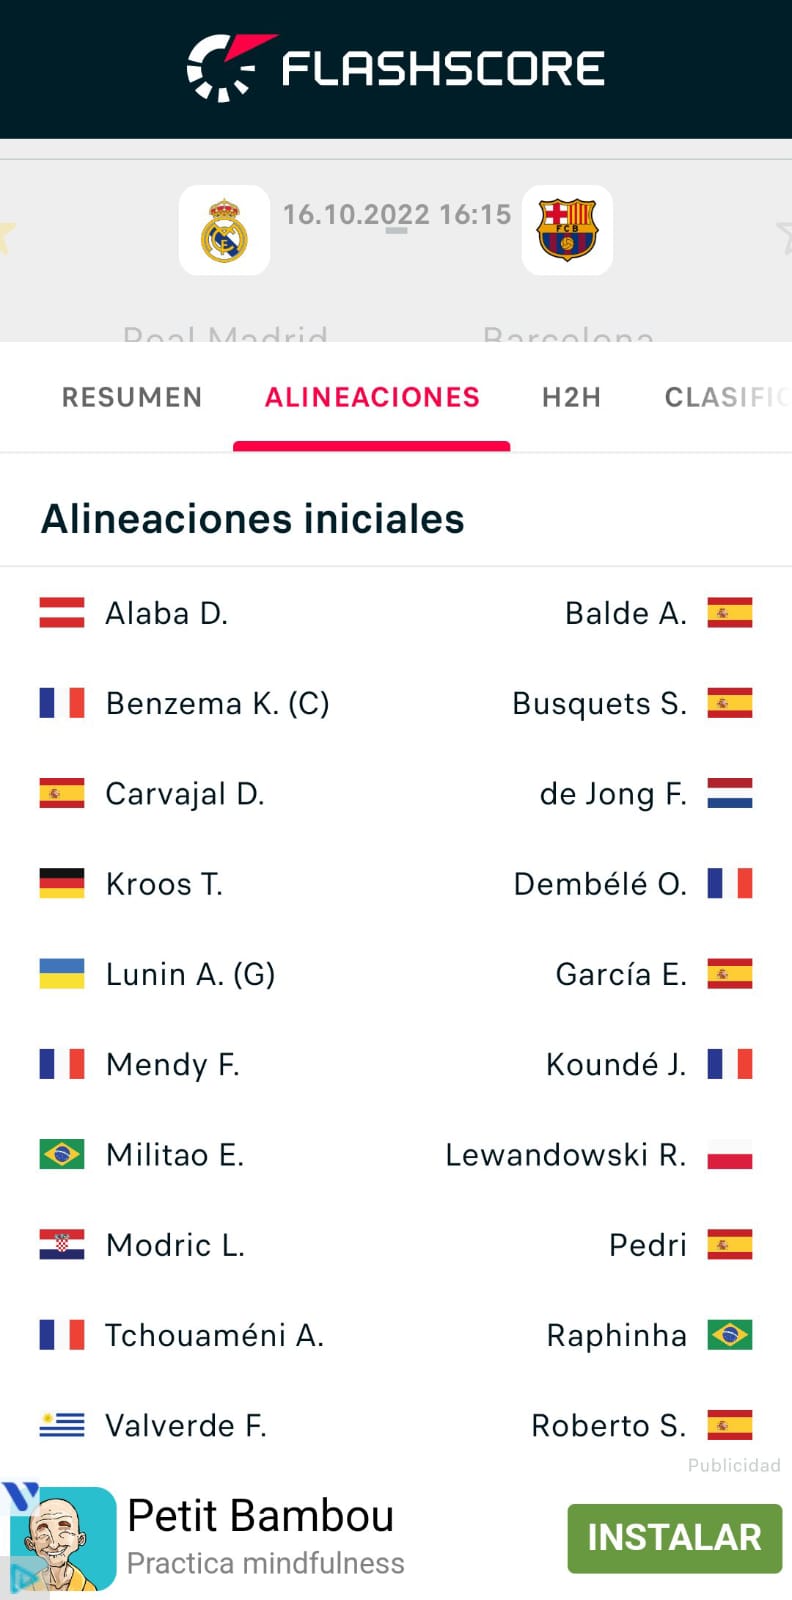 FLASHSCORE
16.10.2022 16:15
FCB
Real Madrid Barcelona
RESUMEN ALINEACIONES H2H CLASIFIC
Alineaciones iniciales
Alaba D. Balde A.
Benzema K. (C) Busquets S.
Carvajal D. de Jong F.
Kroos T. Dembélé O.
Lunin A. (G) García E.
Mendy F. Koundé J.
Militao E. Lewandowski R.
Modric L. Pedri
Tchouaméni A. Raphinha
Valverde F. Roberto S.
Publicidad
Petit Bambou
Practica mindfulness
INSTALAR